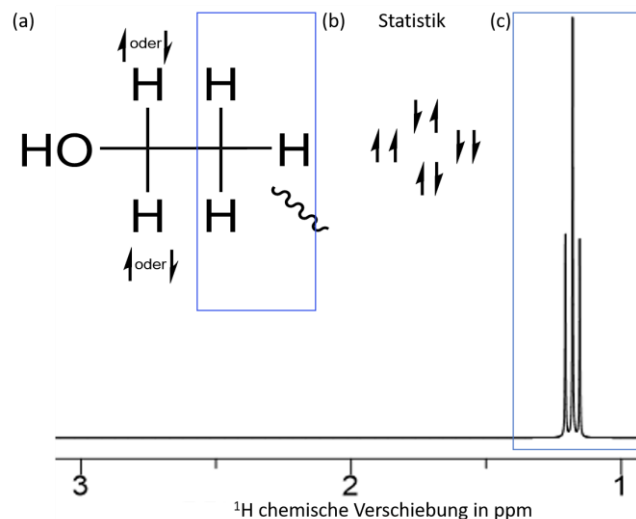 (a)
oder
H H
HO H
H H
oder
(b) Statistik
(c)
3 2 1
¹H chemische Verschiebung in ppm